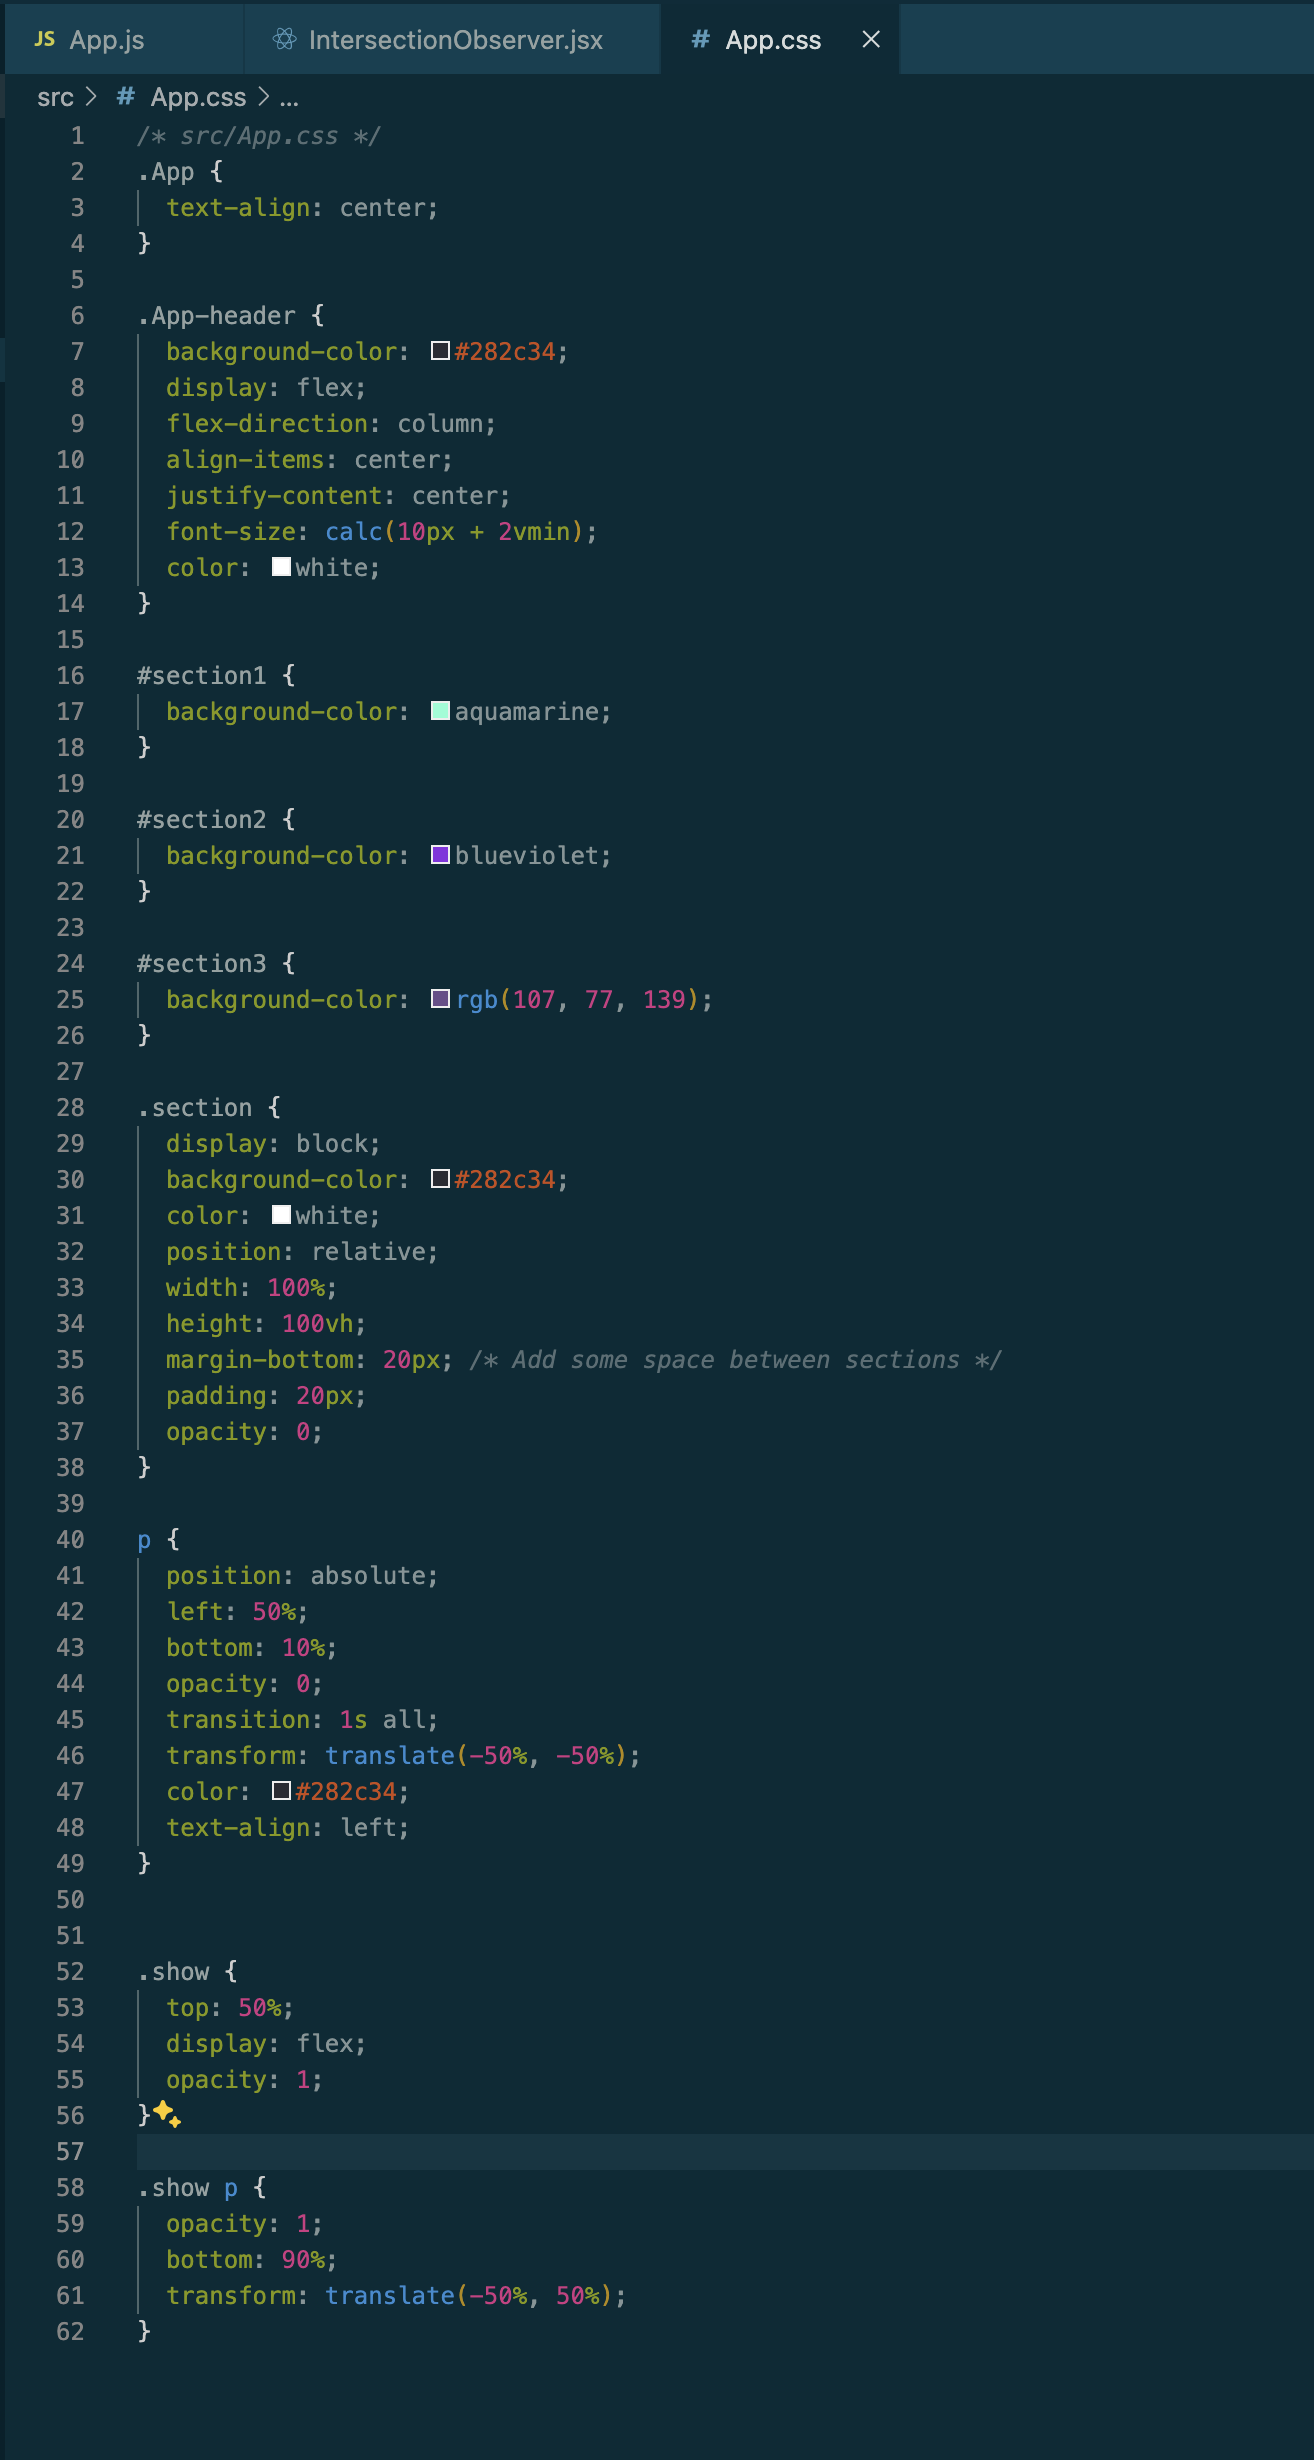 JS App.js IntersectionObserver.jsx # App.css
src > # App.css > ...
1 /* src/App.css */
2 .App {
3 text-align: center;
4 }
5
6 .App-header {
7 background-color: #282c34;
8 display: flex;
9 flex-direction: column;
10 align-items: center;
11 justify-content: center;
12 font-size: calc(10px + 2vmin);
13 color: white;
14 }
15
16 #section1 {
17 background-color: aquamarine;
18 }
19
20 #section2 {
21 background-color: blueviolet;
22 }
23
24 #section3 {
25 background-color: rgb(107, 77, 139);
26 }
27
28 .section {
29 display: block;
30 background-color: #282c34;
31 color: white;
32 position: relative;
33 width: 100%;
34 height: 100vh;
35 margin-bottom: 20px; /* Add some space between sections */
36 padding: 20px;
37 opacity: 0;
38 }
39
40 p {
41 position: absolute;
42 left: 50%;
43 bottom: 10%;
44 opacity: 0;
45 transition: 1s all;
46 transform: translate(-50%, -50%);
47 color: #282c34;
48 text-align: left;
49 }
50
51
52 .show {
53 top: 50%;
54 display: flex;
55 opacity: 1;
56 }
57
58 .show p {
59 opacity: 1;
60 bottom: 90%;
61 transform: translate(-50%, 50%);
62 }